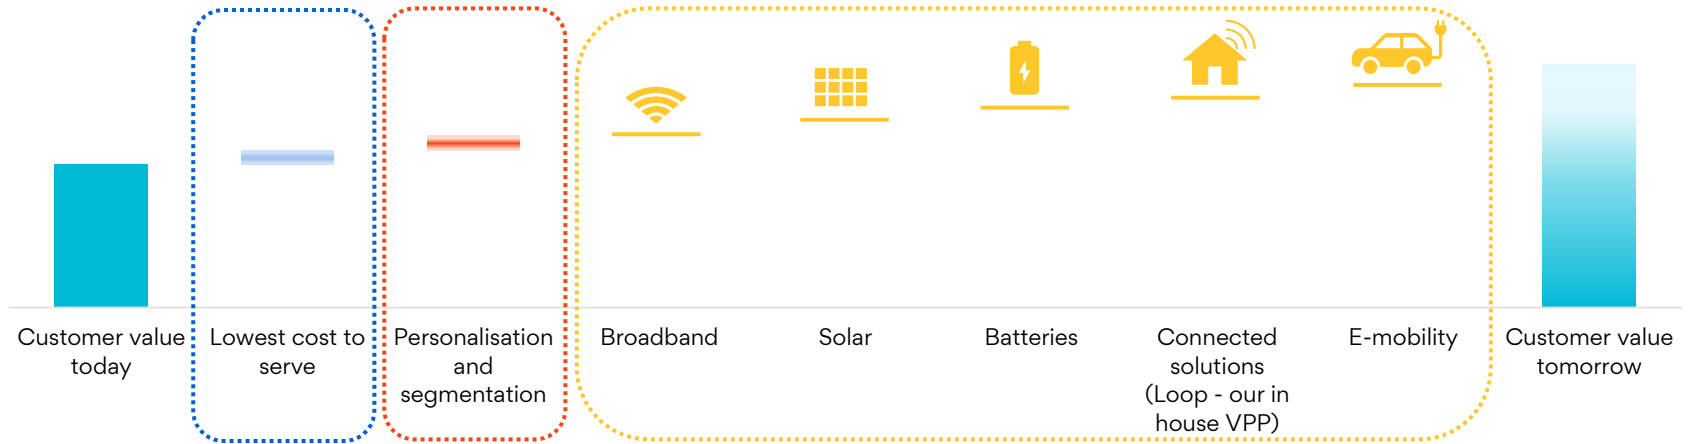 Customer value
today
Lowest cost to
serve
Personalisation
and
segmentation
Broadband
Solar
Batteries
Connected
solutions
(Loop - our in
house VPP)
E-mobility
Customer value
tomorrow